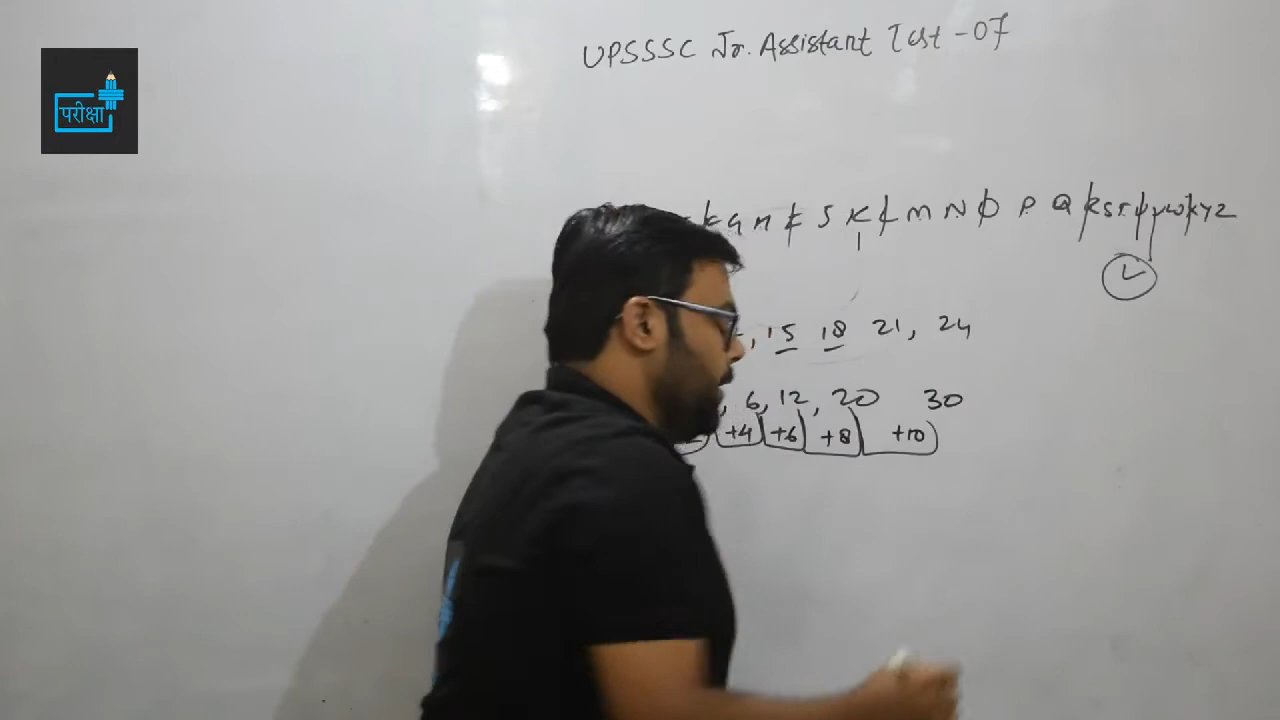 UPSSSC Jr. Assistant Test - 07
परीक्षा
G H I J K L M N O P Q R S T U V W X Y Z
, 15 18 21, 24
, 6, 12, 20 30
+4 +6 +8 +10